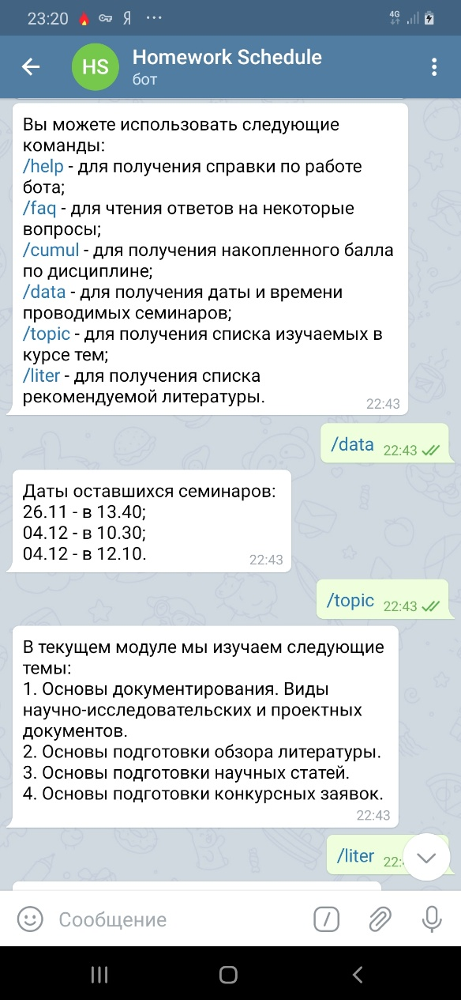 23:20 Я ... 4G
HS Homework Schedule
бот
Вы можете использовать следующие
команды:
/help - для получения справки по работе
бота;
/faq - для чтения ответов на некоторые
вопросы;
/cumul - для получения накопленного балла
по дисциплине;
/data - для получения даты и времени
проводимых семинаров;
/topic - для получения списка изучаемых в
курсе тем;
/liter - для получения списка
рекомендуемой литературы.
22:43
/data 22:43
Даты оставшихся семинаров:
26.11 - в 13.40;
04.12 - в 10.30;
04.12 - в 12.10.
22:43
/topic 22:43
В текущем модуле мы изучаем следующие
темы:
1. Основы документирования. Виды
научно-исследовательских и проектных
документов.
2. Основы подготовки обзора литературы.
3. Основы подготовки научных статей.
4. Основы подготовки конкурсных заявок.
22:43
/liter 22:
Сообщение